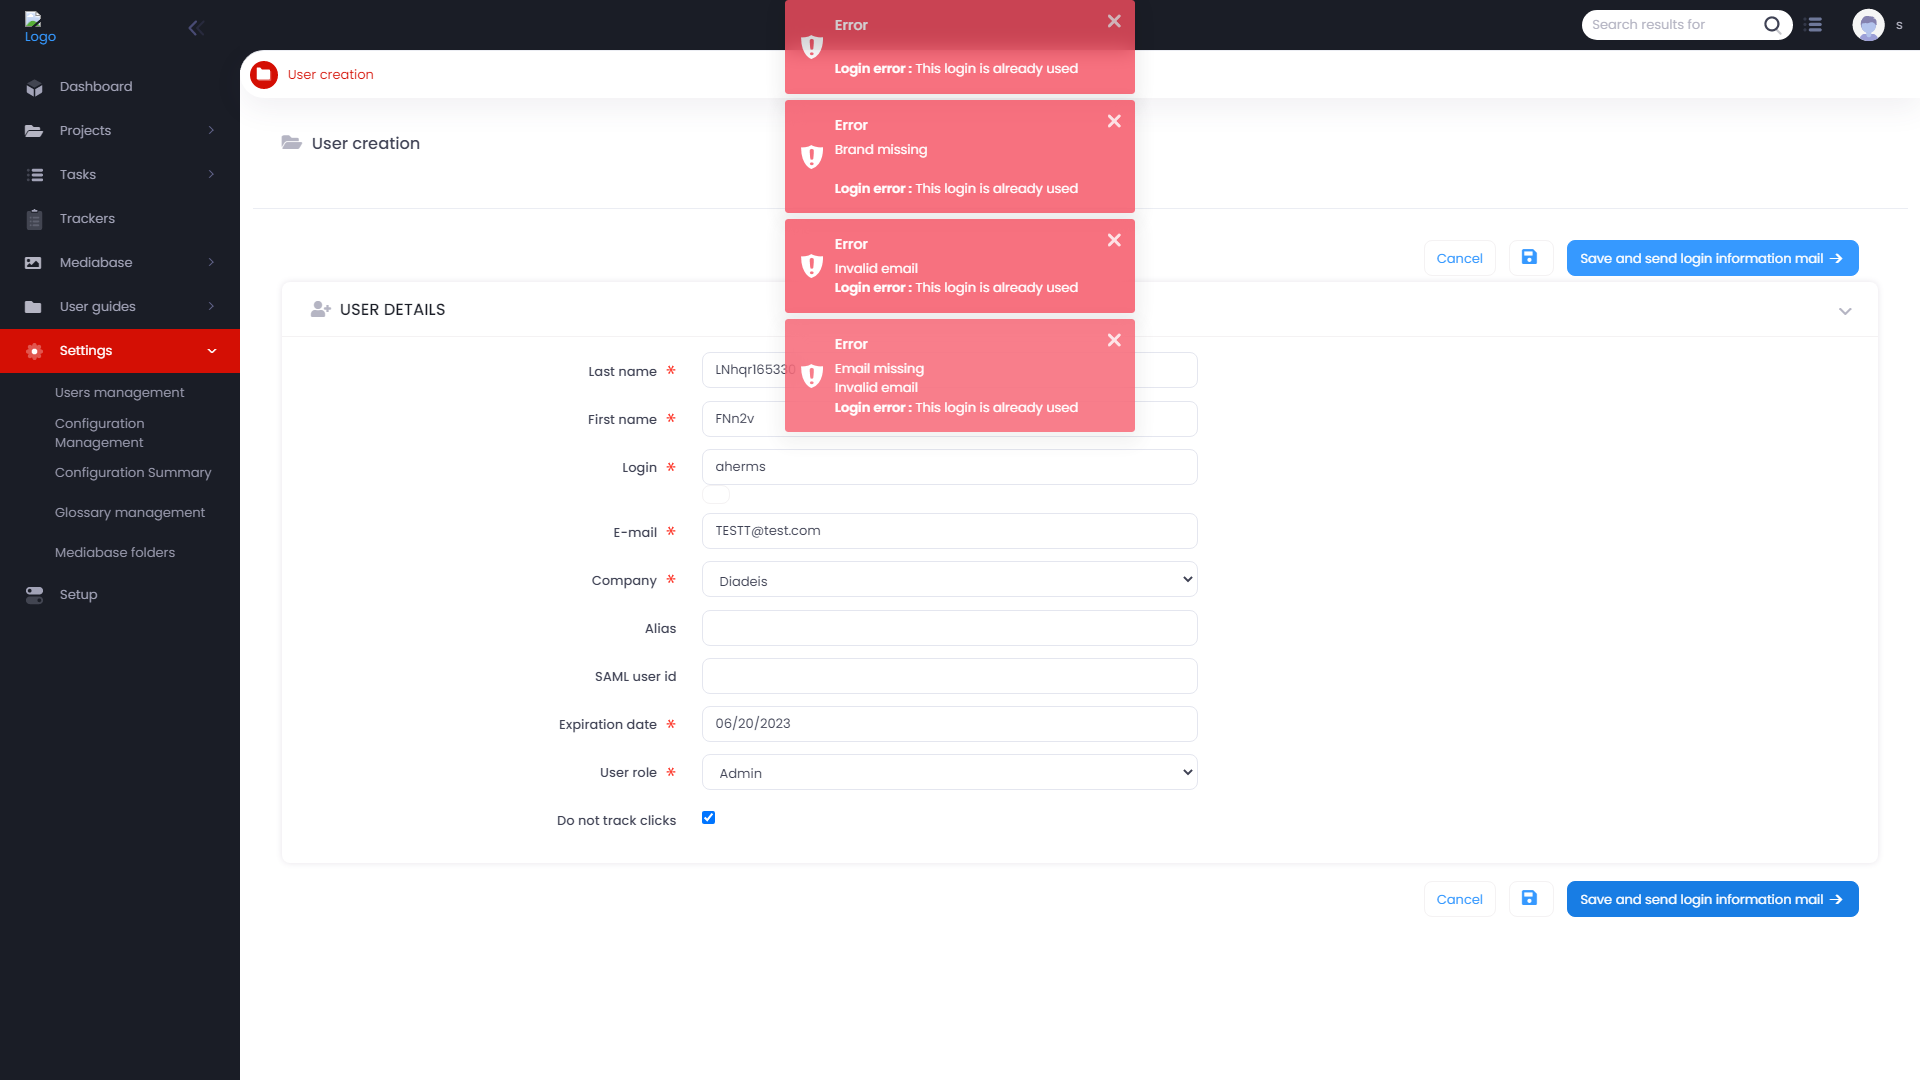 Logo
Search results for
s
Dashboard
Projects
Tasks
Trackers
Mediabase
User guides
Settings
Users management
Configuration
Management
Configuration Summary
Glossary management
Mediabase folders
Setup
User creation
User creation
Error
Login error : This login is already used
Error
Brand missing
Login error : This login is already used
Error
Invalid email
Login error : This login is already used
Error
Email missing
Invalid email
Login error : This login is already used
Cancel
Save and send login information mail
USER DETAILS
Last name * LNhqr165330
First name * FNn2v
Login * aherms
E-mail * TESTT@test.com
Company * Diadeis
Alias
SAML user id
Expiration date * 06/20/2023
User role * Admin
Do not track clicks
Cancel
Save and send login information mail